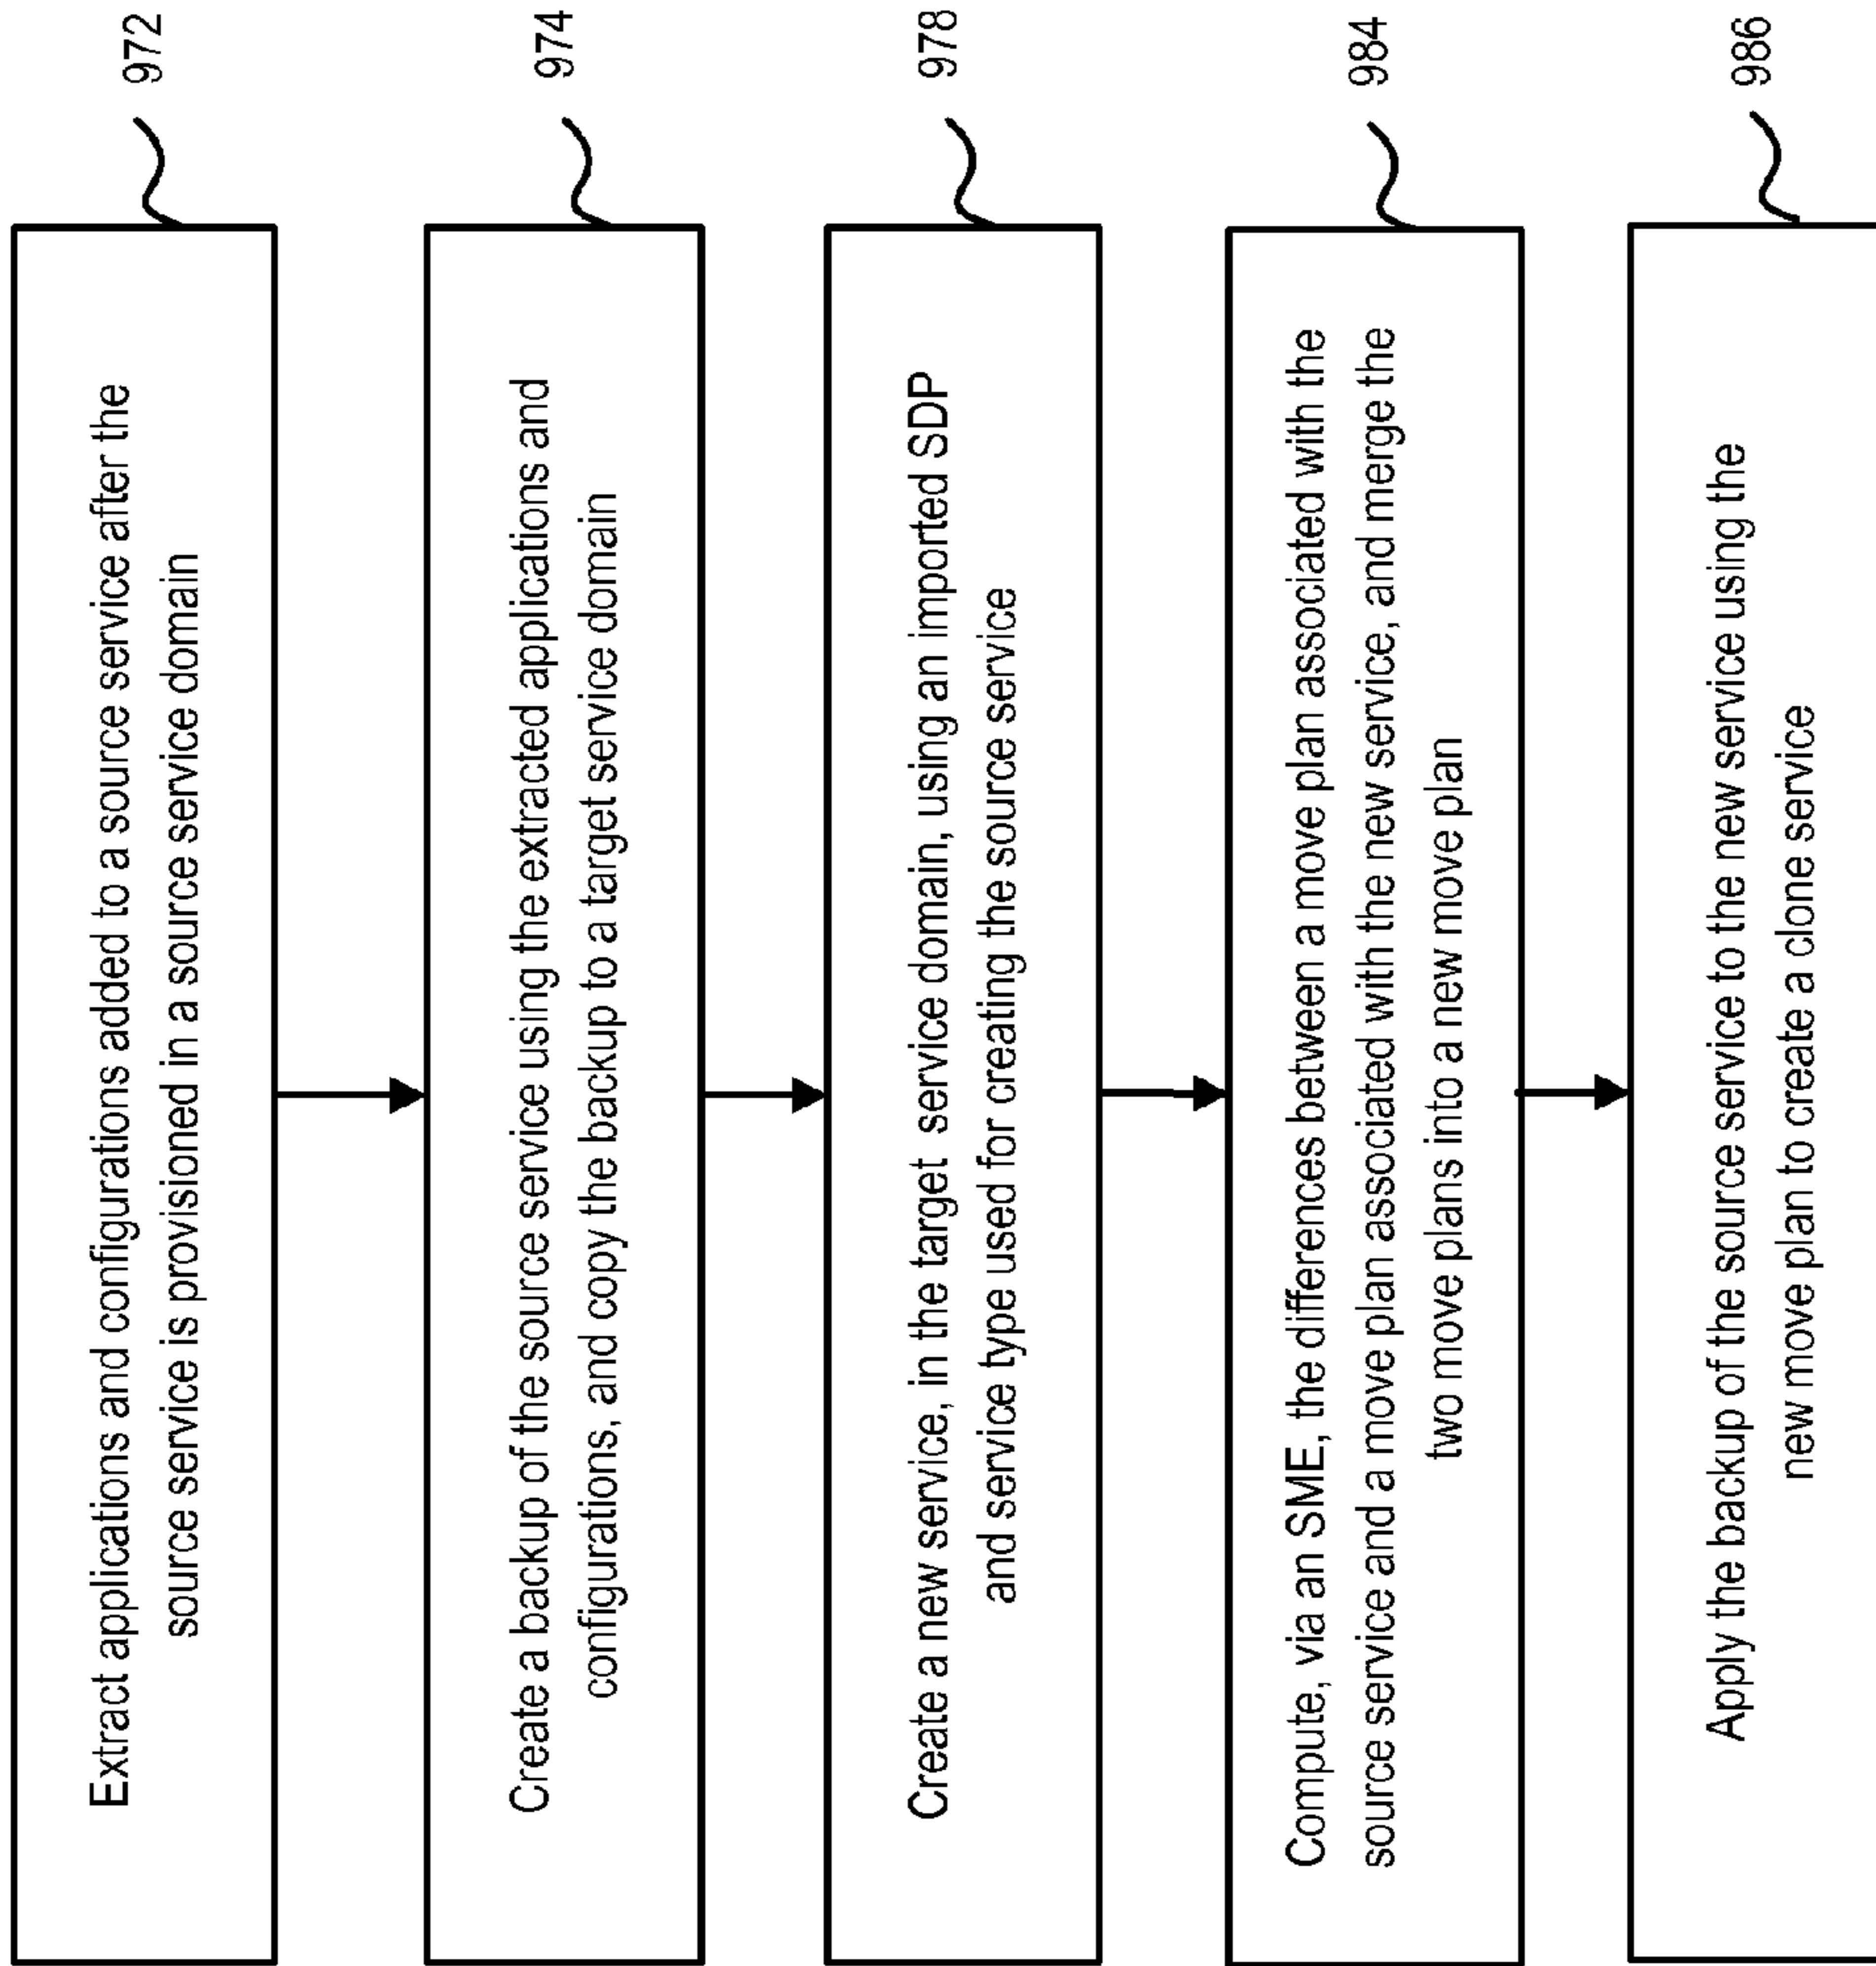 Extract applications and configurations added to a source service after the
source service is provisioned in a source service domain
972
Create a backup of the source service using the extracted applications and
configurations, and copy the backup to a target service domain
974
Create a new service, in the target service domain, using an imported SDP
and service type used for creating the source service
978
Compute, via an SME, the differences between a move plan associated with the
source service and a move plan associated with the new service, and merge the
two move plans into a new move plan
984
Apply the backup of the source service to the new service using the
new move plan to create a clone service
986